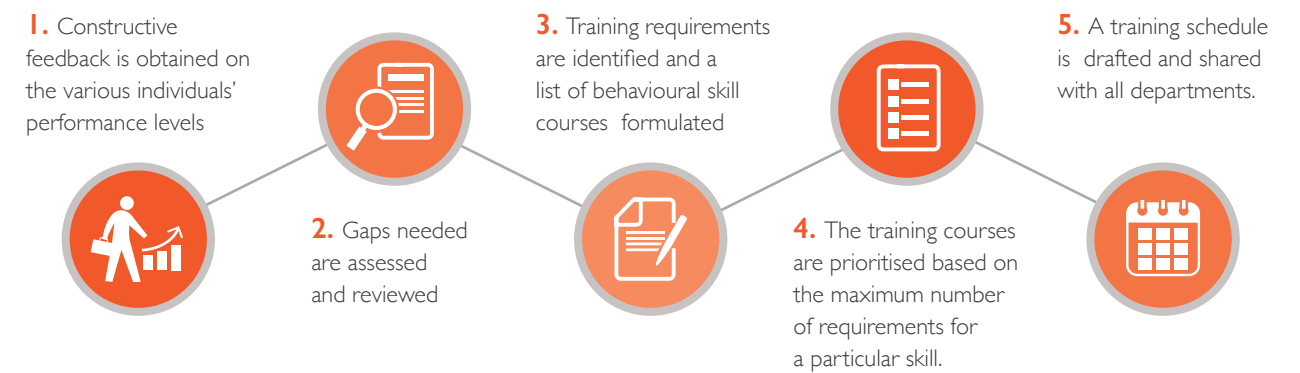 1. Constructive
feedback is obtained on
the various individuals’
performance levels
2. Gaps needed
are assessed
and reviewed
3. Training requirements
are identified and a
list of behavioural skill
courses formulated
4. The training courses
are prioritised based on
the maximum number
of requirements for
a particular skill.
5. A training schedule
is drafted and shared
with all departments.